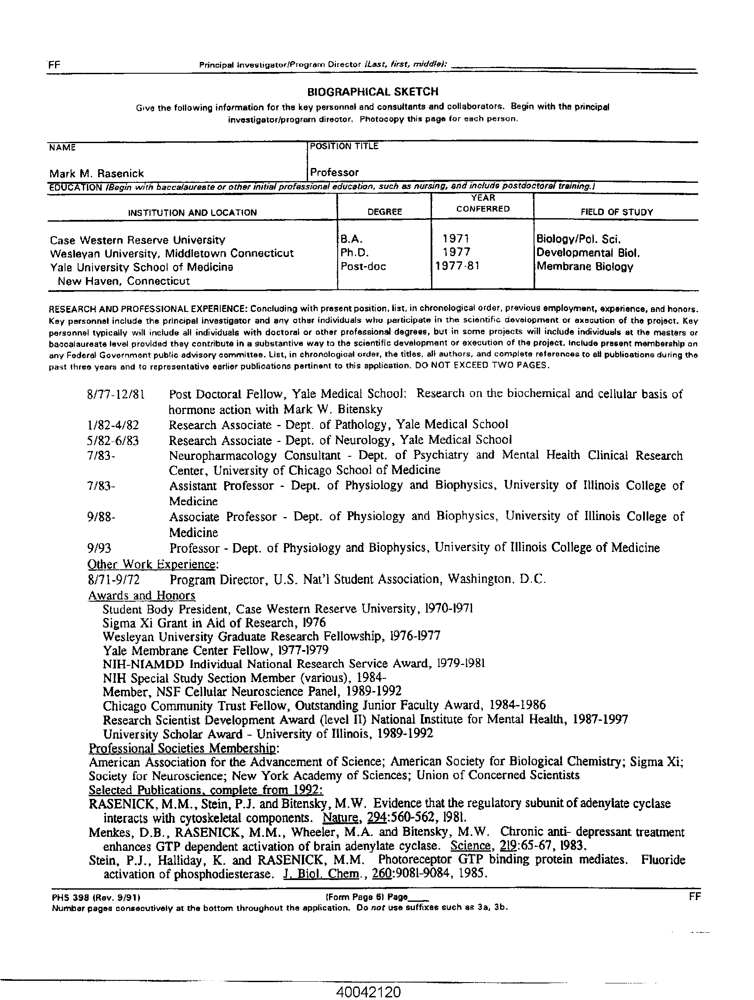 FF Principal Investigator/Program Director (Last, first, middle):
BIOGRAPHICAL SKETCH
Give the following information for the key personnel and consultants and collaborators. Begin with the principal
investigator/program director. Photocopy this page for each person.
NAME POSITION TITLE
Mark M. Rasenick Professor
EDUCATION (Begin with baccalaureate or other initial professional education, such as nursing, and include postdoctoral training.)
INSTITUTION AND LOCATION DEGREE YEAR CONFERRED FIELD OF STUDY
Case Western Reserve University B.A. 1971 Biology/Pol. Sci.
Wesleyan University, Middletown Connecticut Ph.D. 1977 Developmental Biol.
Yale University School of Medicine Post-doc 1977-81 Membrane Biology
New Haven, Connecticut
RESEARCH AND PROFESSIONAL EXPERIENCE: Concluding with present position, list, in chronological order, previous employment, experience, and honors.
Key personnel include the principal investigator and any other individuals who participate in the scientific development or execution of the project. Key
personnel typically will include all individuals with doctoral or other professional degrees, but in some projects will include individuals at the masters or
baccalaureate level provided they contribute in a substantive way to the scientific development or execution of the project. Include present membership on
any Federal Government public advisory committee. List, in chronological order, the titles, all authors, and complete references to all publications during the
past three years and to representative earlier publications pertinent to this application. DO NOT EXCEED TWO PAGES.
8/77-12/81 Post Doctoral Fellow, Yale Medical School: Research on the biochemical and cellular basis of
hormone action with Mark W. Bitensky
1/82-4/82 Research Associate - Dept. of Pathology, Yale Medical School
5/82-6/83 Research Associate - Dept. of Neurology, Yale Medical School
7/83- Neuropharmacology Consultant - Dept. of Psychiatry and Mental Health Clinical Research
Center, University of Chicago School of Medicine
7/83- Assistant Professor - Dept. of Physiology and Biophysics, University of Illinois College of
Medicine
9/88- Associate Professor - Dept. of Physiology and Biophysics, University of Illinois College of
Medicine
9/93 Professor - Dept. of Physiology and Biophysics, University of Illinois College of Medicine
Other Work Experience:
8/71-9/72 Program Director, U.S. Nat'l Student Association, Washington, D.C.
Awards and Honors
Student Body President, Case Western Reserve University, 1970-1971
Sigma Xi Grant in Aid of Research, 1976
Wesleyan University Graduate Research Fellowship, 1976-1977
Yale Membrane Center Fellow, 1977-1979
NIH-NIAMDD Individual National Research Service Award, 1979-1981
NIH Special Study Section Member (various), 1984-
Member, NSF Cellular Neuroscience Panel, 1989-1992
Chicago Community Trust Fellow, Outstanding Junior Faculty Award, 1984-1986
Research Scientist Development Award (level II) National Institute for Mental Health, 1987-1997
University Scholar Award - University of Illinois, 1989-1992
Professional Societies Membership:
American Association for the Advancement of Science; American Society for Biological Chemistry; Sigma Xi;
Society for Neuroscience; New York Academy of Sciences; Union of Concerned Scientists
Selected Publications, complete from 1992:
RASENICK, M.M., Stein, P.J. and Bitensky, M.W. Evidence that the regulatory subunit of adenylate cyclase
interacts with cytoskeletal components. Nature, 294:560-562, 1981.
Menkes, D.B., RASENICK, M.M., Wheeler, M.A. and Bitensky, M.W. Chronic anti- depressant treatment
enhances GTP dependent activation of brain adenylate cyclase. Science, 219:65-67, 1983.
Stein, P.J., Halliday, K. and RASENICK, M.M. Photoreceptor GTP binding protein mediates. Fluoride
activation of phosphodiesterase. J. Biol. Chem., 260:9081-9084, 1985.
PHS 398 (Rev. 9/91) (Form Page 6) Page FF
Number pages consecutively at the bottom throughout the application. Do not use suffixes such as 3a, 3b.
40042120